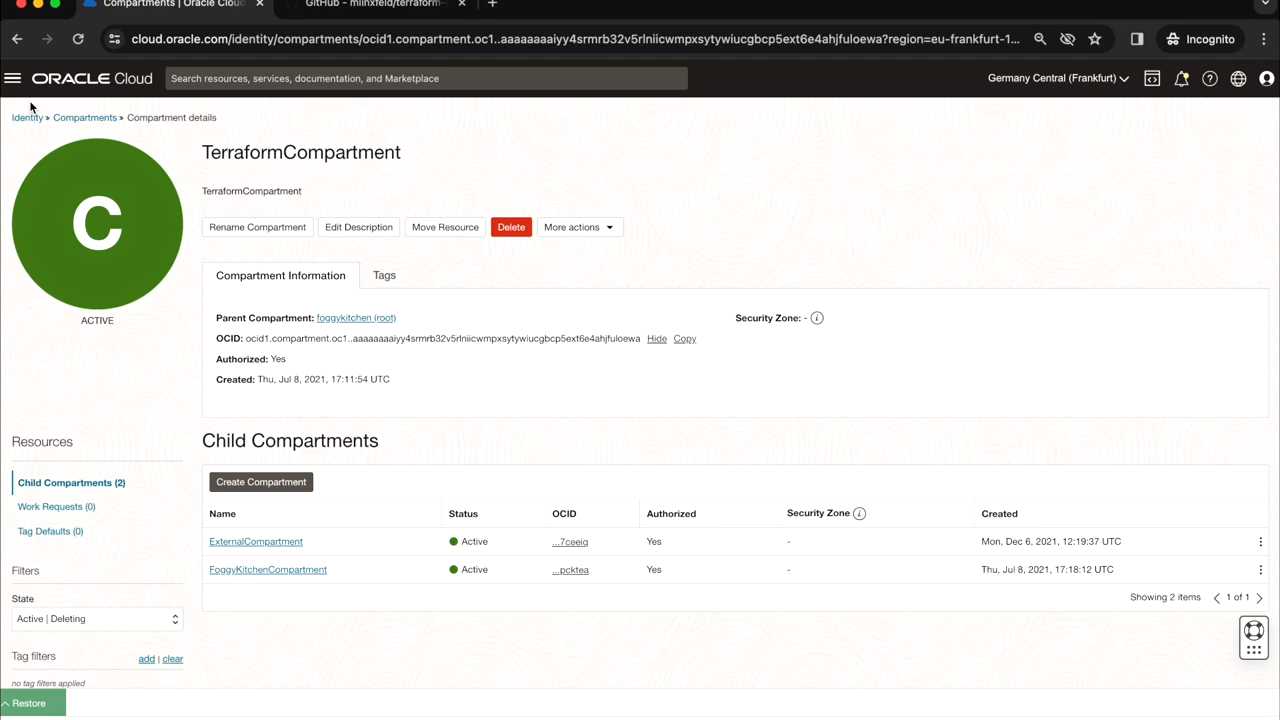 Compartments | Oracle Cloud
GitHub - mlinxfeld/terraform-
cloud.oracle.com/identity/compartments/ocid1.compartment.oc1..aaaaaaaaiyy4srmrb32v5rlniicwmpxsytywiucgbcp5ext6e4ahjfuloewa?region=eu-frankfurt-1...
Incognito
ORACLE Cloud
Search resources, services, documentation, and Marketplace
Germany Central (Frankfurt)
Identity » Compartments » Compartment details
C
ACTIVE
TerraformCompartment
TerraformCompartment
Rename Compartment Edit Description Move Resource Delete More actions
Compartment Information Tags
Parent Compartment: foggykitchen (root)
Security Zone: -
OCID: ocid1.compartment.oc1..aaaaaaaaiyy4srmrb32v5rlniicwmpxsytywiucgbcp5ext6e4ahjfuloewa Hide Copy
Authorized: Yes
Created: Thu, Jul 8, 2021, 17:11:54 UTC
Resources
Child Compartments (2)
Work Requests (0)
Tag Defaults (0)
Filters
State
Active | Deleting
Tag filters add | clear
no tag filters applied
Restore
Child Compartments
Create Compartment
Name Status OCID Authorized Security Zone Created
ExternalCompartment Active ...7ceeiq Yes - Mon, Dec 6, 2021, 12:19:37 UTC
FoggyKitchenCompartment Active ...pcktea Yes - Thu, Jul 8, 2021, 17:18:12 UTC
Showing 2 items 1 of 1